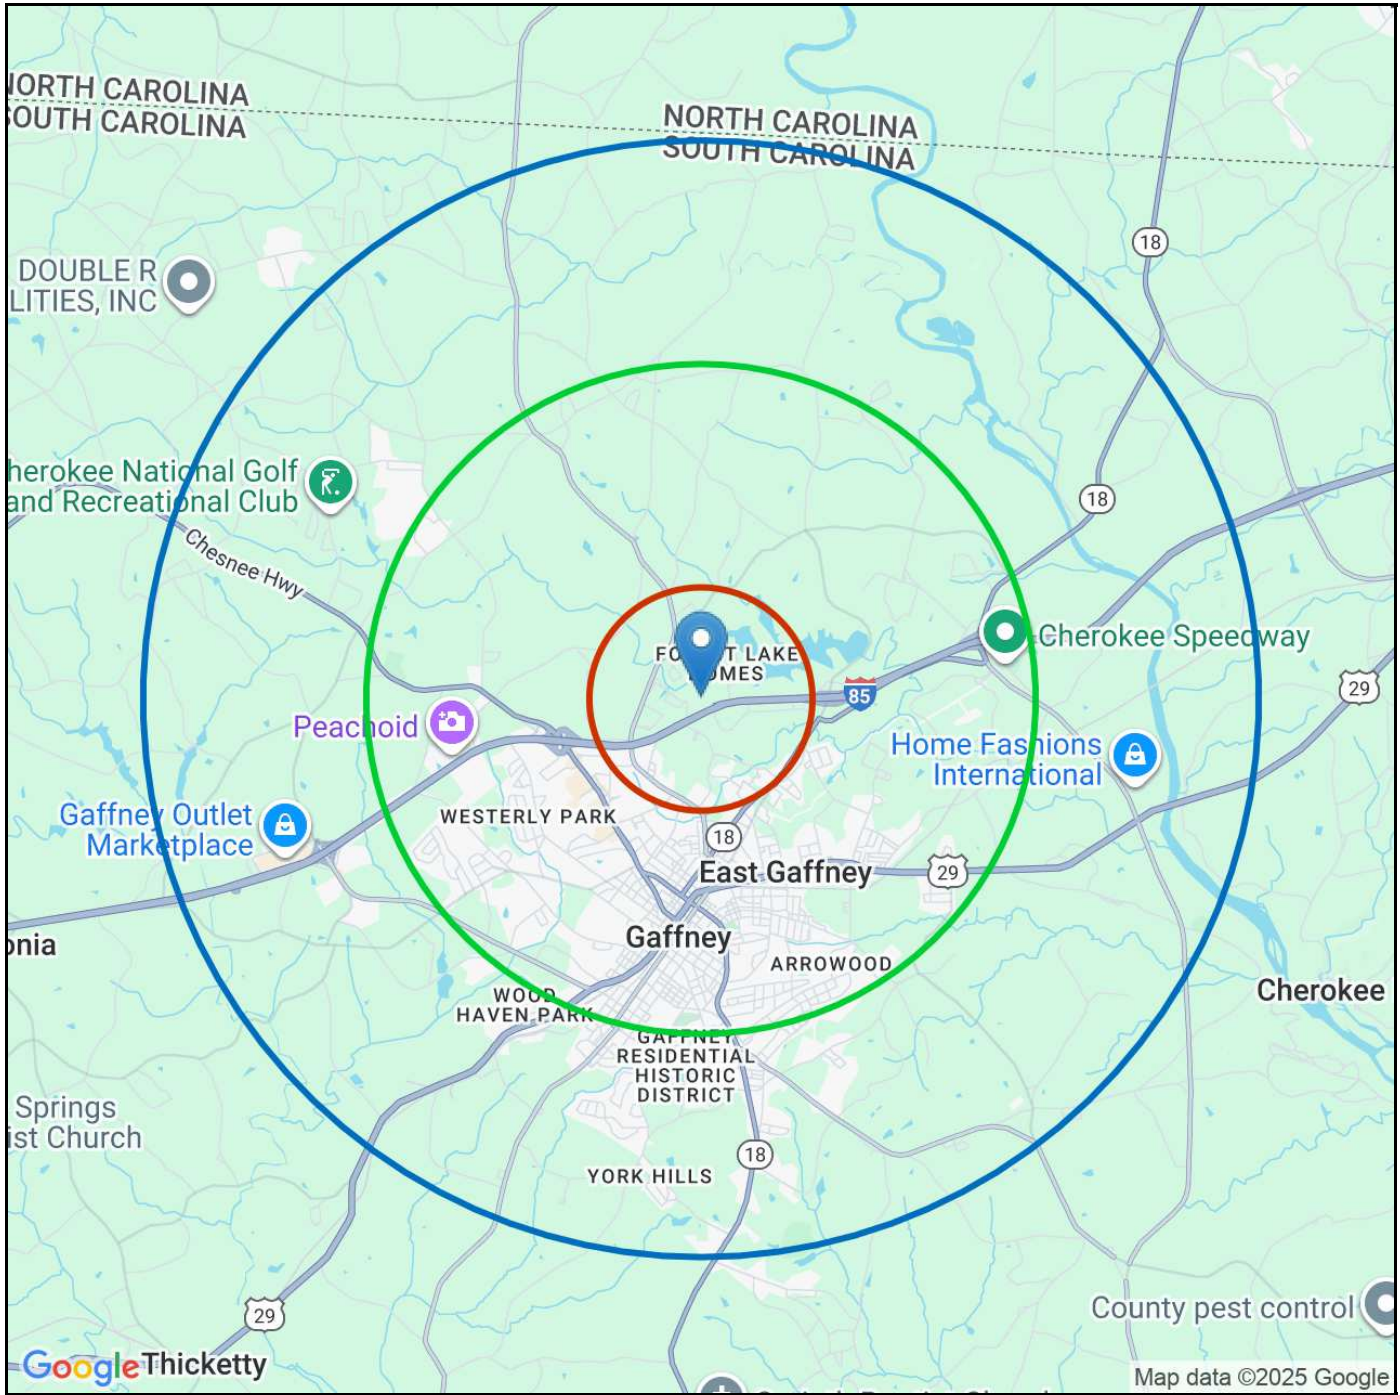 NORTH CAROLINA
SOUTH CAROLINA
NORTH CAROLINA
SOUTH CAROLINA
18
DOUBLE R
LITIES, INC
herokee National Golf
and Recreational Club
18
Chesnee Hwy
LAKE
Cherokee Speedway
29
85
Peachoid
Home Fashions
International
Gaffney Outlet
Marketplace
WESTERLY PARK
18
East Gaffney
29
Gaffney
onia
ARROWOOD
Cherokee
WOOD
HAVEN PARK
GAFFNEY
RESIDENTIAL
HISTORIC
DISTRICT
Springs
ist Church
18
YORK HILLS
29
County pest control
Google
Thicketty
Map data ©2025 Google